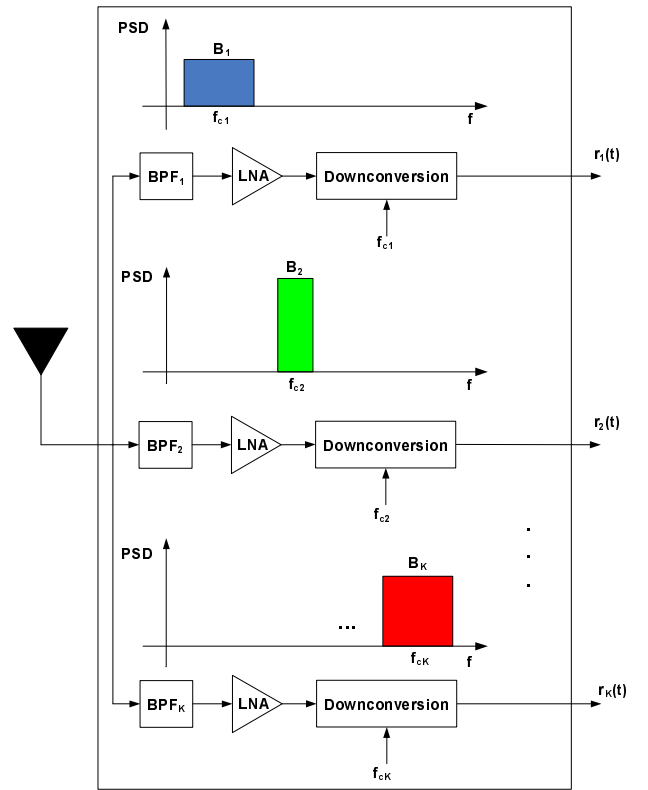 PSD
B1
fc1
f
BPF1 LNA Downconversion r1(t)
fc1
PSD
B2
fc2
f
BPF2 LNA Downconversion r2(t)
fc2
PSD
BK
...
fcK
f
BPFK LNA Downconversion rK(t)
fcK